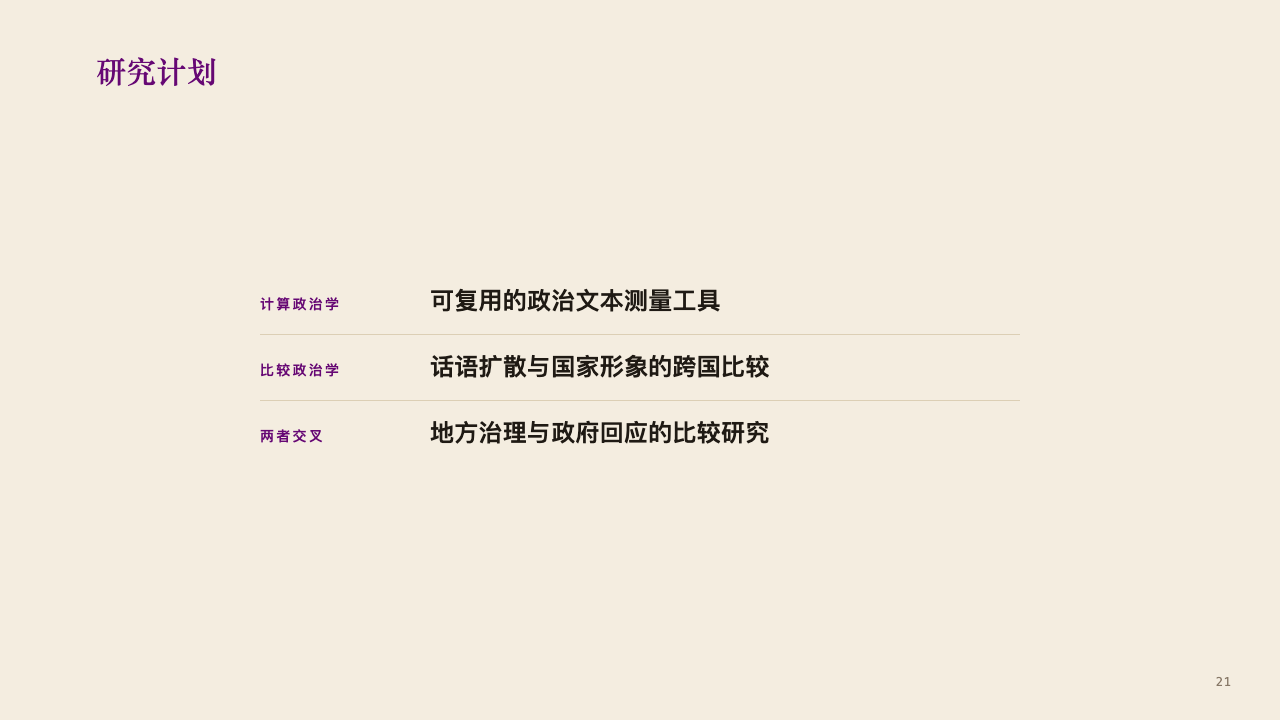 研究计划
计算政治学 可复用的政治文本测量工具
比较政治学 话语扩散与国家形象的跨国比较
两者交叉 地方治理与政府回应的比较研究
21